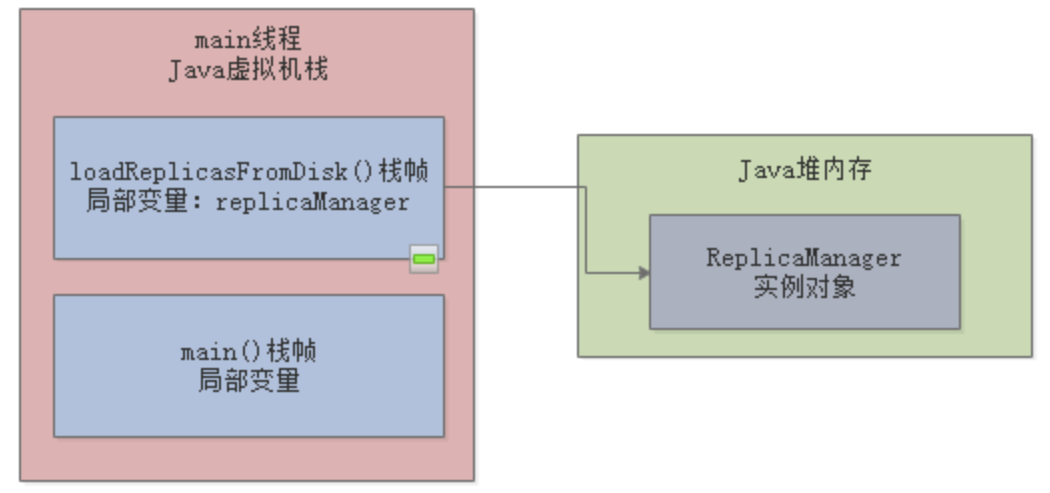 main线程
Java虚拟机栈
loadReplicasFromDisk()栈帧
局部变量：replicaManager
main()栈帧
局部变量
Java堆内存
ReplicaManager
实例对象